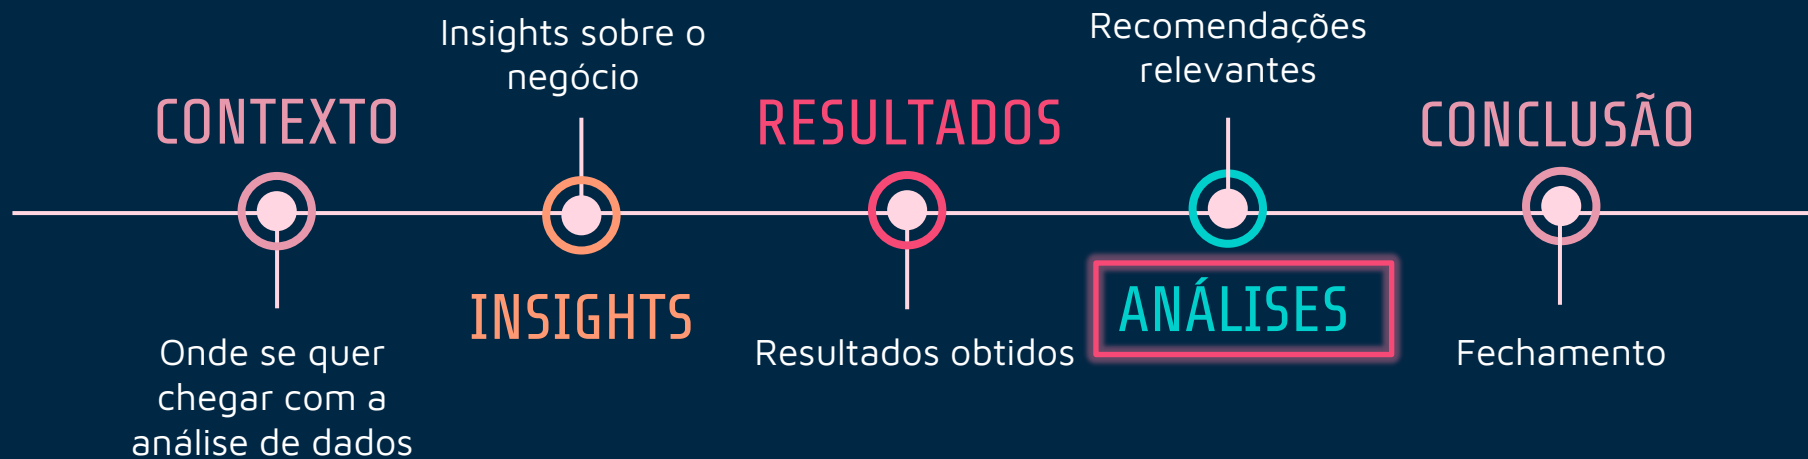 CONTEXTO
Onde se quer
chegar com a
análise de dados
Insights sobre o
negócio
INSIGHTS
RESULTADOS
Resultados obtidos
Recomendações
relevantes
ANÁLISES
CONCLUSÃO
Fechamento